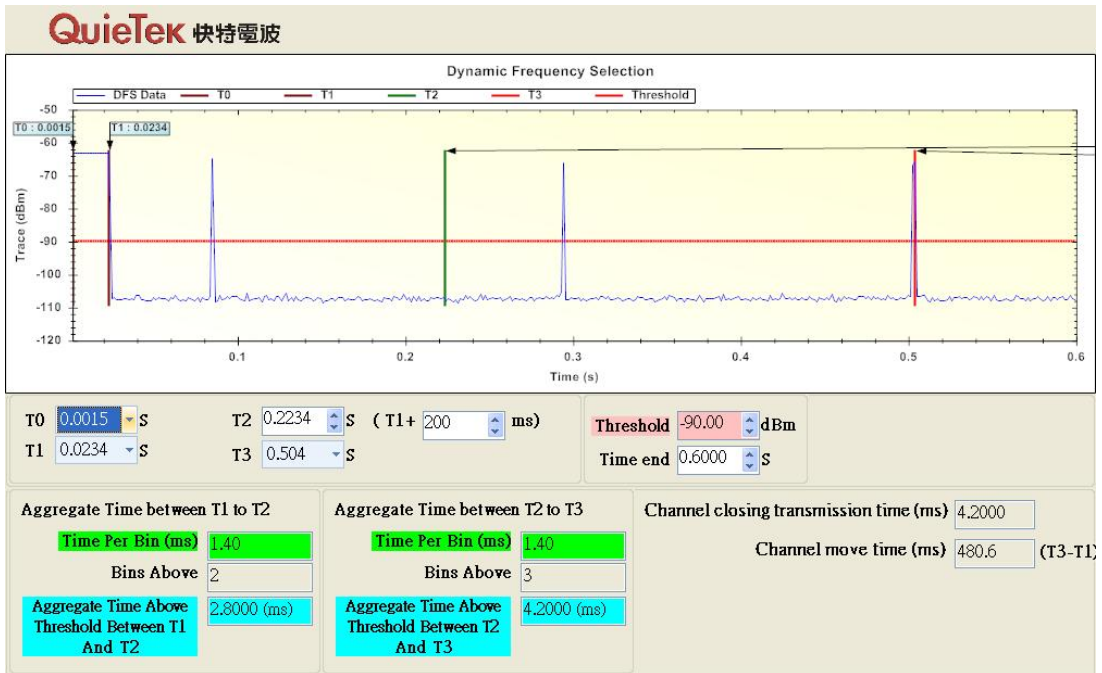 QuieTek 快特電波
Dynamic Frequency Selection
DFS Data T0 T1 T2 T3 Threshold
T0 : 0.0015 T1 : 0.0234
-50
-60
-70
-80
-90
-100
-110
-120
Trace (dBm)
0.1 0.2 0.3 0.4 0.5 0.6
Time (s)
T0 0.0015 S T2 0.2234 S ( T1+ 200 ms)
T1 0.0234 S T3 0.504 S
Threshold -90.00 dBm
Time end 0.6000 S
Aggregate Time between T1 to T2
Time Per Bin (ms) 1.40
Bins Above 2
Aggregate Time Above
Threshold Between T1
And T2
2.8000 (ms)
Aggregate Time between T2 to T3
Time Per Bin (ms) 1.40
Bins Above 3
Aggregate Time Above
Threshold Between T2
And T3
4.2000 (ms)
Channel closing transmission time (ms) 4.2000
Channel move time (ms) 480.6 (T3-T1)